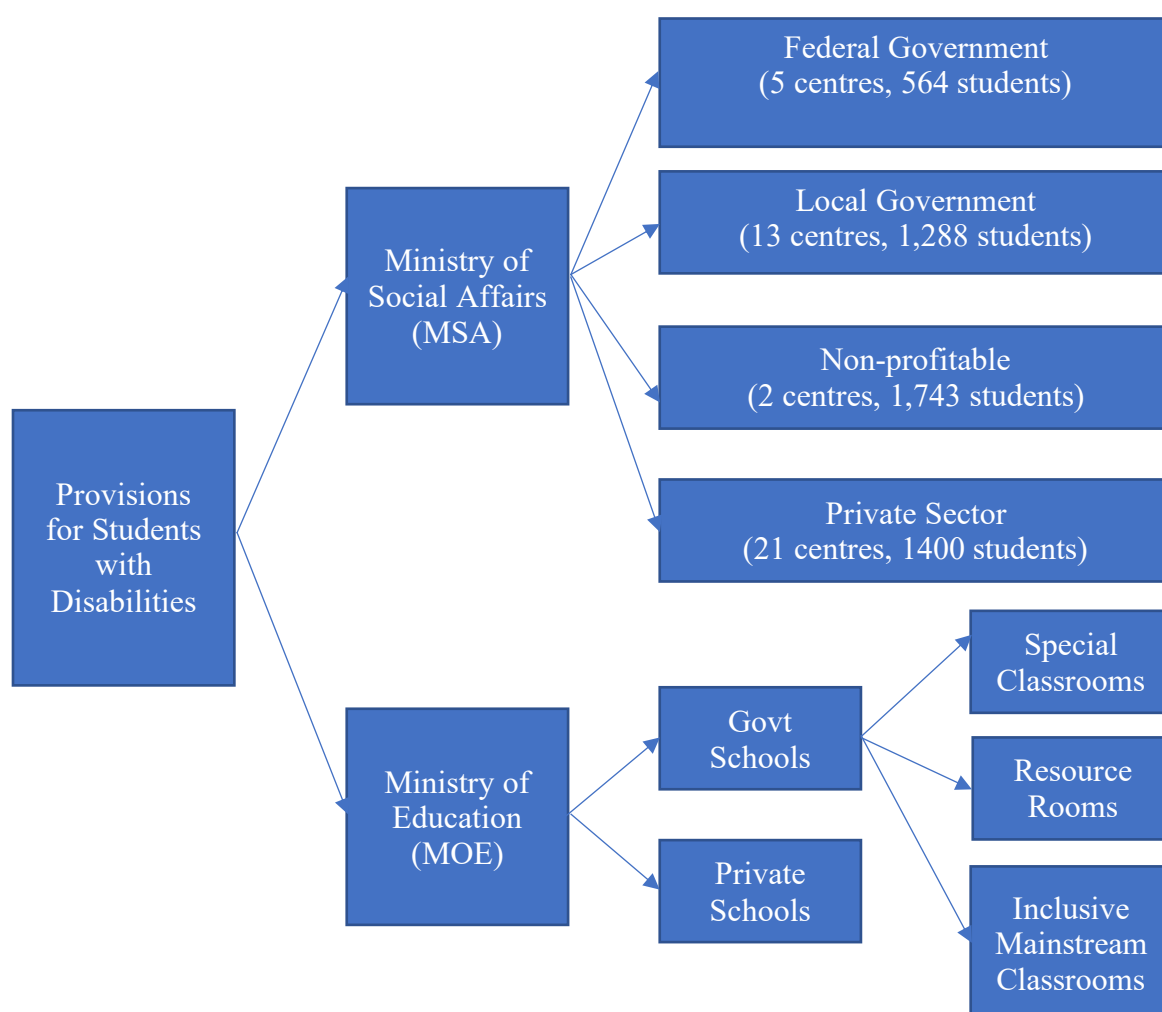 Provisions
for Students
with
Disabilities
Ministry of
Social Affairs
(MSA)
Federal Government
(5 centres, 564 students)
Local Government
(13 centres, 1,288 students)
Non-profitable
(2 centres, 1,743 students)
Private Sector
(21 centres, 1400 students)
Ministry of
Education
(MOE)
Govt
Schools
Special
Classrooms
Resource
Rooms
Inclusive
Mainstream
Classrooms
Private
Schools